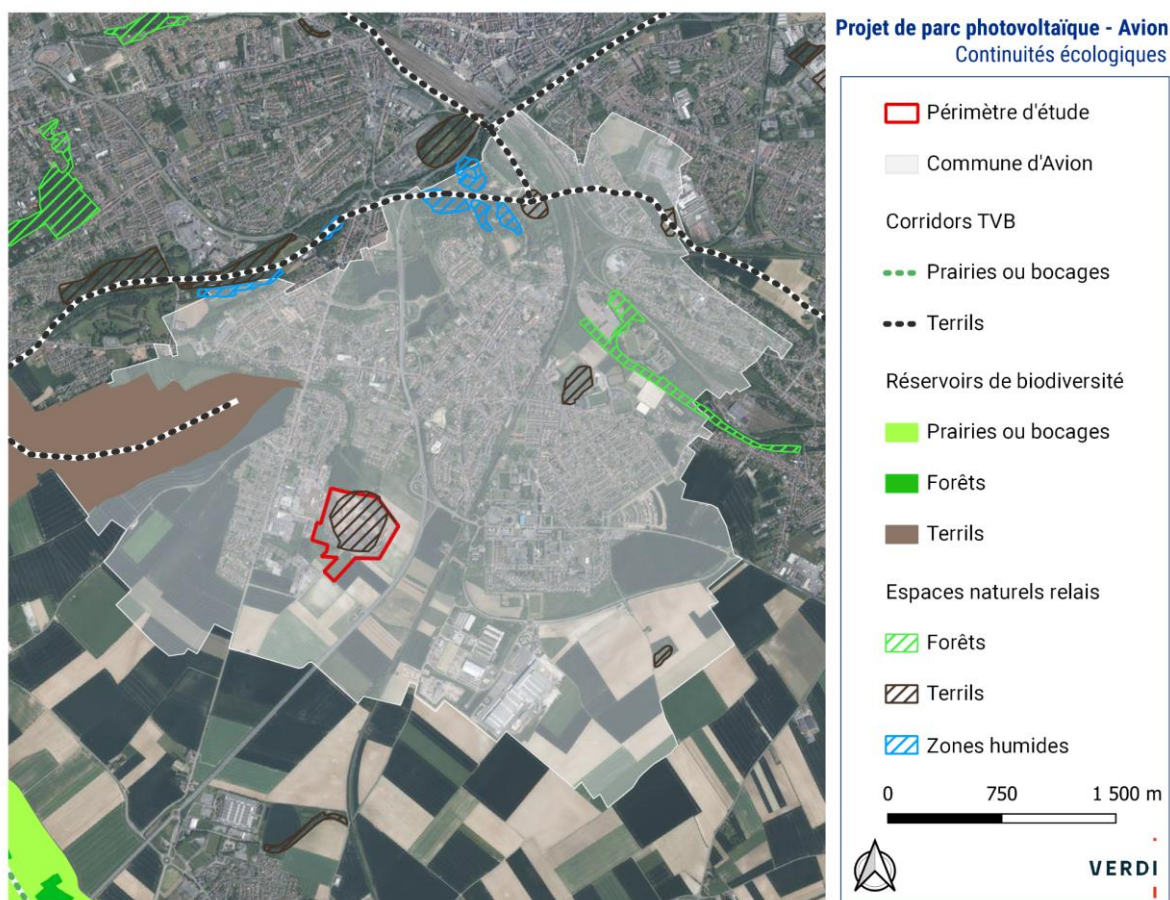 Projet de parc photovoltaïque - Avion
Continuités écologiques
Périmètre d'étude
Commune d'Avion
Corridors TVB
Prairies ou bocages
Terrils
Réservoirs de biodiversité
Prairies ou bocages
Forêts
Terrils
Espaces naturels relais
Forêts
Terrils
Zones humides
0 750 1 500 m
VERDI